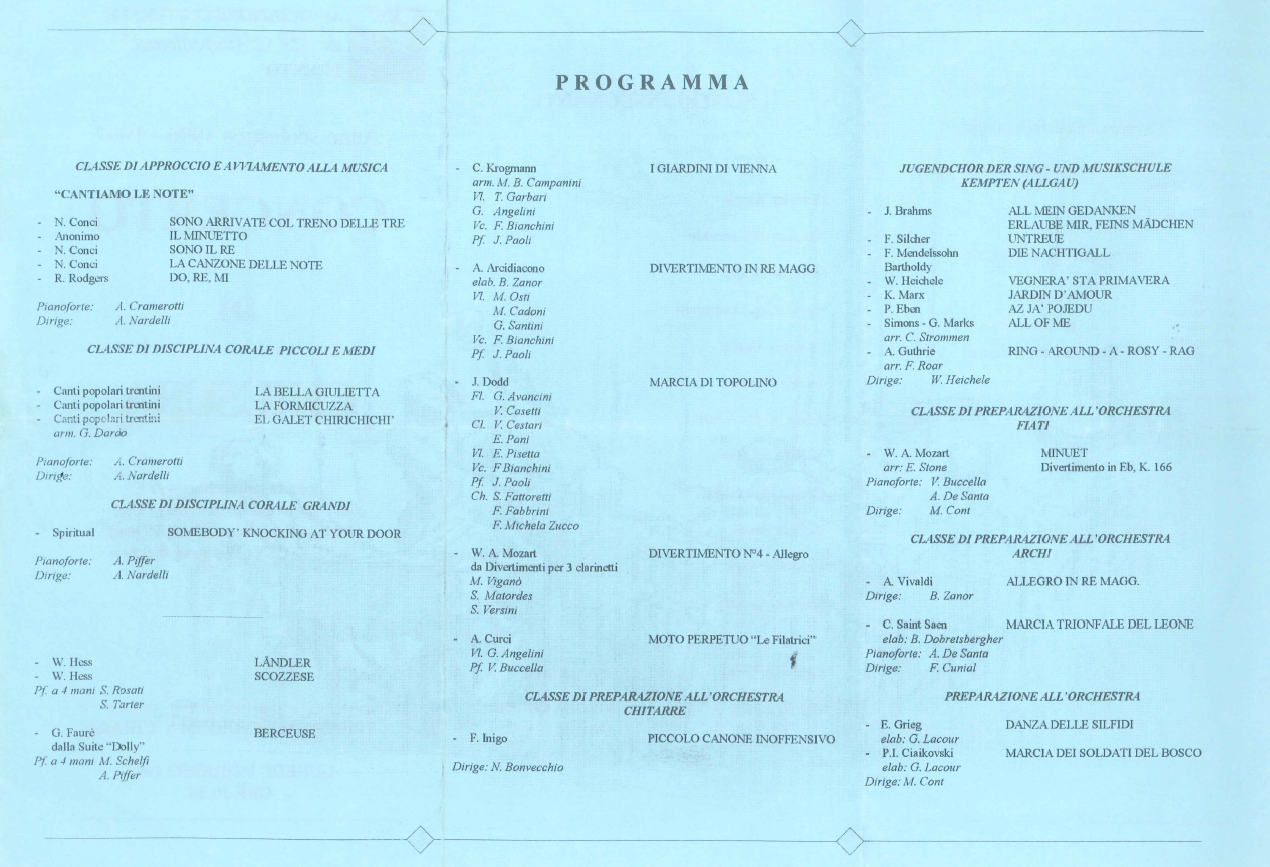 PROGRAMMA
CLASSE DI APPROCCIO E AVVIAMENTO ALLA MUSICA
"CANTIAMO LE NOTE"
- N. Conci SONO ARRIVATE COL TRENO DELLE TRE
- Anonimo IL MINUETTO
- N. Conci SONO IL RE
- N. Conci LA CANZONE DELLE NOTE
- R. Rodgers DO, RE, MI
Pianoforte: A. Cramerotti
Dirige: A. Nardelli
CLASSE DI DISCIPLINA CORALE PICCOLI E MEDI
- Canti popolari trentini LA BELLA GIULIETTA
- Canti popolari trentini LA FORMICUZZA
- Canti popolari trentini EL GALET CHIRICHICHI'
arm. G. Dardo
Pianoforte: A. Cramerotti
Dirige: A. Nardelli
CLASSE DI DISCIPLINA CORALE GRANDI
- Spiritual SOMEBODY' KNOCKING AT YOUR DOOR
Pianoforte: A. Piffer
Dirige: A. Nardelli
- W. Hess LÄNDLER
- W. Hess SCOZZESE
Pf. a 4 mani S. Rosati
S. Tarter
- G. Faurè BERCEUSE
dalla Suite "Dolly"
Pf. a 4 mani M. Schelfi
A. Piffer
- C. Krogmann I GIARDINI DI VIENNA
arm. M. B. Campanini
Vl. T. Garbari
G. Angelini
Vc. F. Bianchini
Pf. J. Paoli
- A. Arcidiacono DIVERTIMENTO IN RE MAGG
elab. B. Zanor
Vl. M. Osti
M. Cadoni
G. Santini
Vc. F. Bianchini
Pf. J. Paoli
- J. Dodd MARCIA DI TOPOLINO
Fl. G. Avancini
V. Casetti
Cl. V. Cestari
E. Pani
Vl. E. Pisetta
Vc. F Bianchini
Pf. J. Paoli
Ch. S. Fattoretti
F. Fabbrini
F. Michela Zucco
- W. A. Mozart DIVERTIMENTO N°4 - Allegro
da Divertimenti per 3 clarinetti
M. Viganò
S. Matordes
S. Versini
- A. Curci MOTO PERPETUO "Le Filatrici"
Vl. G. Angelini
Pf. V. Buccella
CLASSE DI PREPARAZIONE ALL'ORCHESTRA
CHITARRE
- F. Inigo PICCOLO CANONE INOFFENSIVO
Dirige: N. Bonvecchio
JUGENDCHOR DER SING - UND MUSIKSCHULE
KEMPTEN (ALLGAU)
- J. Brahms ALL MEIN GEDANKEN
ERLAUBE MIR, FEINS MÄDCHEN
- F. Silcher UNTREUE
- F. Mendelssohn DIE NACHTIGALL
Bartholdy
- W. Heichele VEGNERA' STA PRIMAVERA
- K. Marx JARDIN D'AMOUR
- P. Eben AZ JA' POJEDU
- Simons - G. Marks ALL OF ME
arr. C. Strommen
- A. Guthrie RING - AROUND - A - ROSY - RAG
arr. F. Roar
Dirige: W. Heichele
CLASSE DI PREPARAZIONE ALL'ORCHESTRA
FIATI
- W. A. Mozart MINUET
arr: E. Stone Divertimento in Eb, K. 166
Pianoforte: V. Buccella
A. De Santa
Dirige: M. Cont
CLASSE DI PREPARAZIONE ALL'ORCHESTRA
ARCHI
- A. Vivaldi ALLEGRO IN RE MAGG.
Dirige: B. Zanor
- C. Saint Saen MARCIA TRIONFALE DEL LEONE
elab: B. Dobretsbergher
Pianoforte: A. De Santa
Dirige: F. Cunial
PREPARAZIONE ALL'ORCHESTRA
- E. Grieg DANZA DELLE SILFIDI
elab: G. Lacour
- P.I. Ciaikovski MARCIA DEI SOLDATI DEL BOSCO
elab: G. Lacour
Dirige: M. Cont